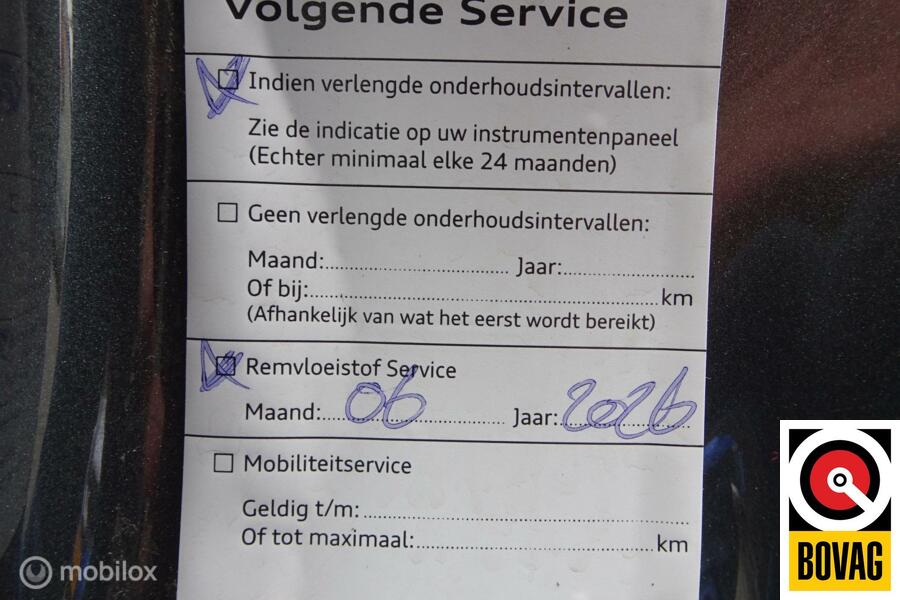 Volgende Service
Indien verlengde onderhoudsintervallen:
Zie de indicatie op uw instrumentenpaneel
(Echter minimaal elke 24 maanden)
Geen verlengde onderhoudsintervallen:
Maand:.................... Jaar:....................
Of bij:........................................km
(Afhankelijk van wat het eerst wordt bereikt)
Remvloeistof Service
Maand: 06 Jaar: 2026
Mobiliteitservice
Geldig t/m:........................................
Of tot maximaal:................................km
mobilox
BOVAG